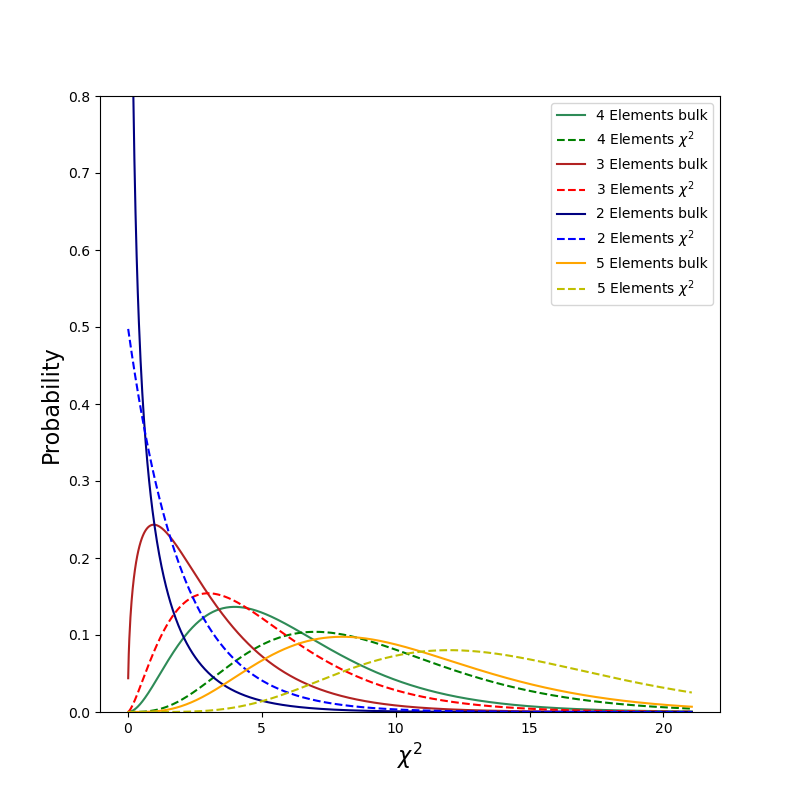 0.8
0.7
0.6
0.5
0.4
0.3
0.2
0.1
0.0
Probability
0 5 10 15 20
χ²
4 Elements bulk
4 Elements χ²
3 Elements bulk
3 Elements χ²
2 Elements bulk
2 Elements χ²
5 Elements bulk
5 Elements χ²